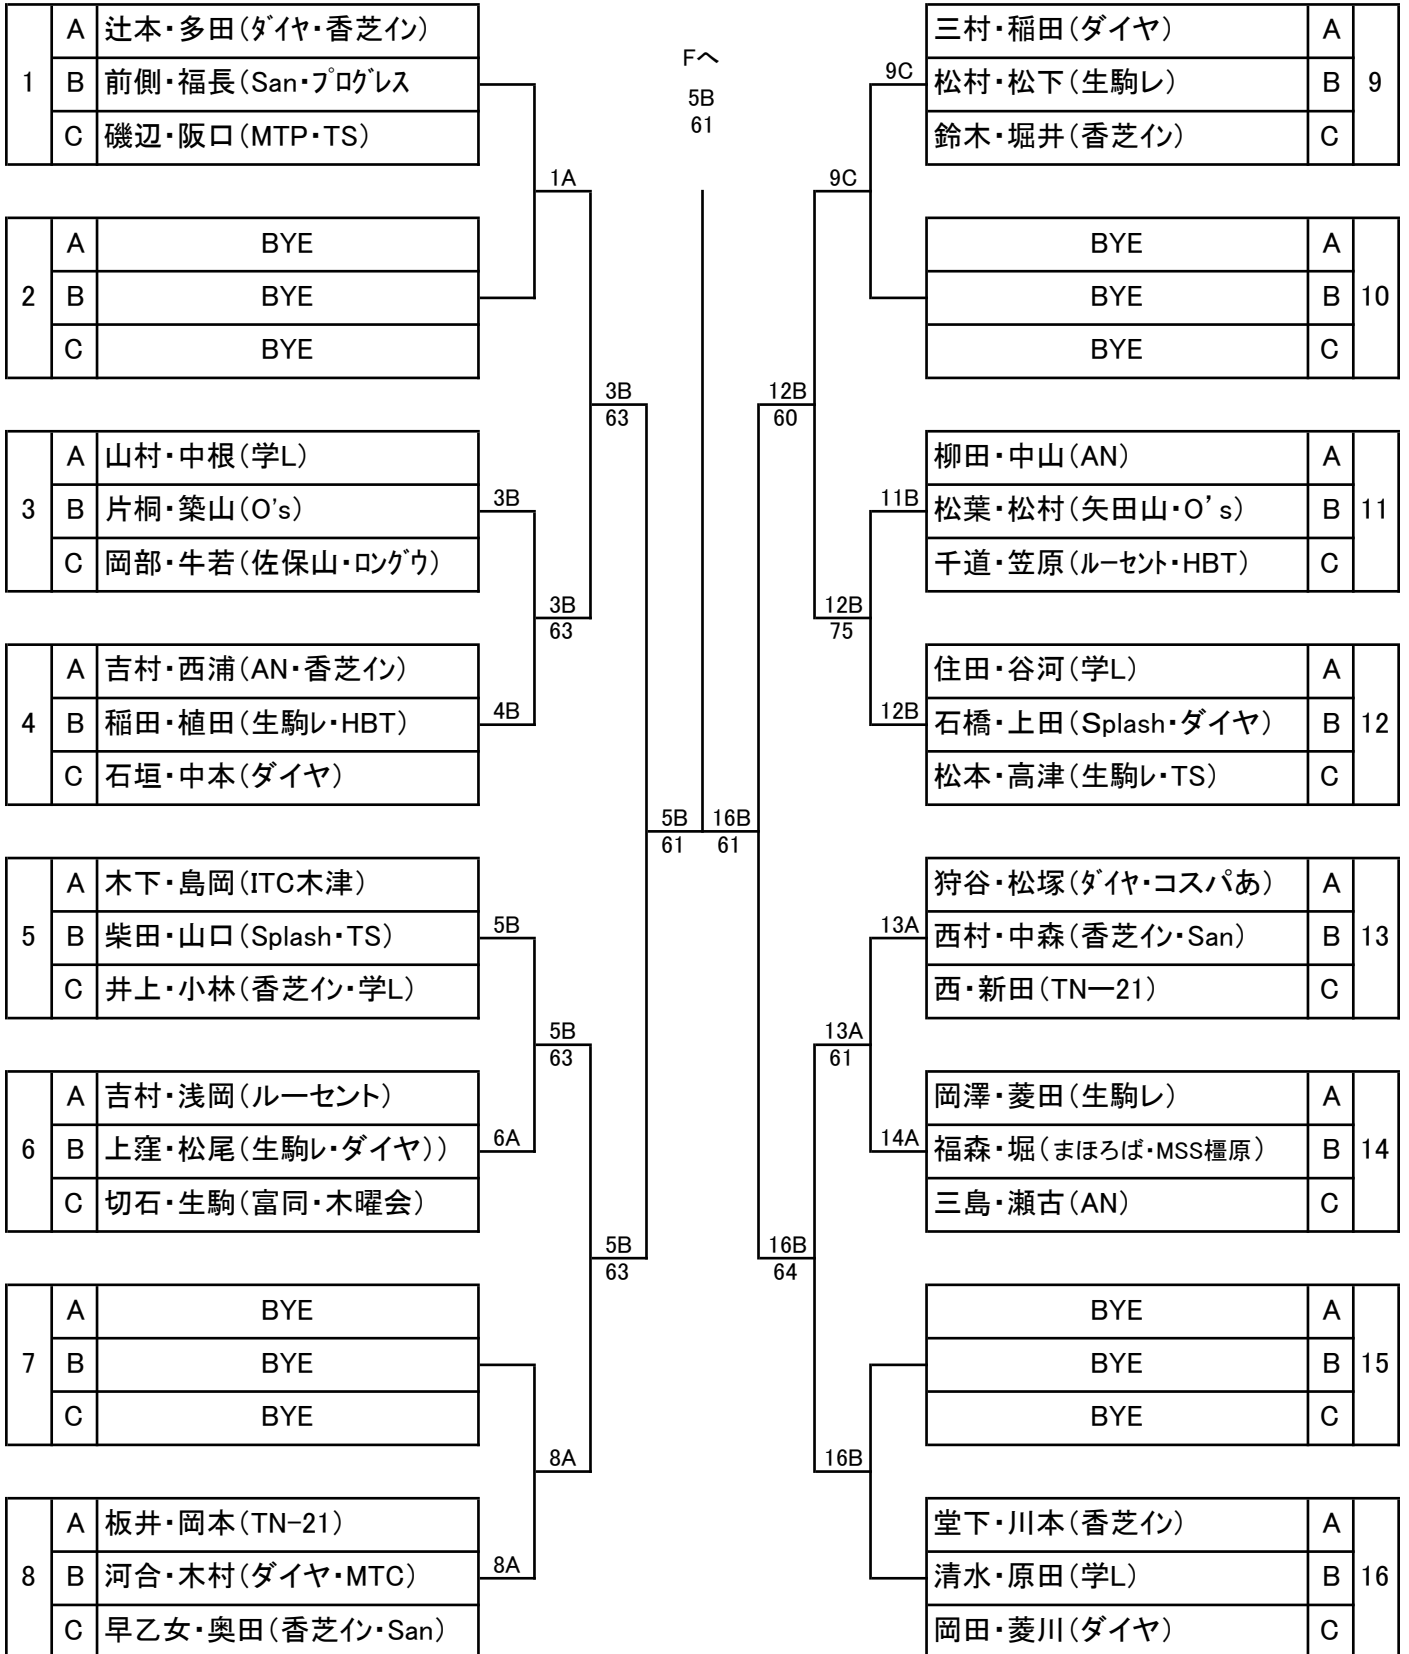 A 辻本・多田(ダイヤ・香芝イン)
1 B 前側・福長(San・プログレス
C 磯辺・阪口(MTP・TS)
1A
A BYE
2 B BYE
C BYE
3B
63
A 山村・中根(学L)
3 B 片桐・築山(O's) 3B
C 岡部・牛若(佐保山・ロングウ)
3B
63
A 吉村・西浦(AN・香芝イン)
4 B 稲田・植田(生駒レ・HBT) 4B
C 石垣・中本(ダイヤ)
5B
61
A 木下・島岡(ITC木津)
5 B 柴田・山口(Splash・TS) 5B
C 井上・小林(香芝イン・学L)
5B
63
A 吉村・浅岡(ルーセント)
6 B 上窪・松尾(生駒レ・ダイヤ)) 6A
C 切石・生駒(富同・木曜会)
5B
63
A BYE
7 B BYE
C BYE
8A
A 板井・岡本(TN-21)
8 B 河合・木村(ダイヤ・MTC) 8A
C 早乙女・奥田(香芝イン・San)
Fへ
5B
61
三村・稲田(ダイヤ) A
9C 松村・松下(生駒レ) B 9
鈴木・堀井(香芝イン) C
9C
BYE A
BYE B 10
BYE C
12B
60
柳田・中山(AN) A
11B 松葉・松村(矢田山・O’s) B 11
千道・笠原(ルーセント・HBT) C
12B
75
住田・谷河(学L) A
12B 石橋・上田(Splash・ダイヤ) B 12
松本・高津(生駒レ・TS) C
16B
61
狩谷・松塚(ダイヤ・コスパあ) A
13A 西村・中森(香芝イン・San) B 13
西・新田(TNー21) C
13A
61
岡澤・菱田(生駒レ) A
14A 福森・堀(まほろば・MSS橿原) B 14
三島・瀬古(AN) C
16B
64
BYE A
BYE B 15
BYE C
16B
堂下・川本(香芝イン) A
清水・原田(学L) B 16
岡田・菱川(ダイヤ) C